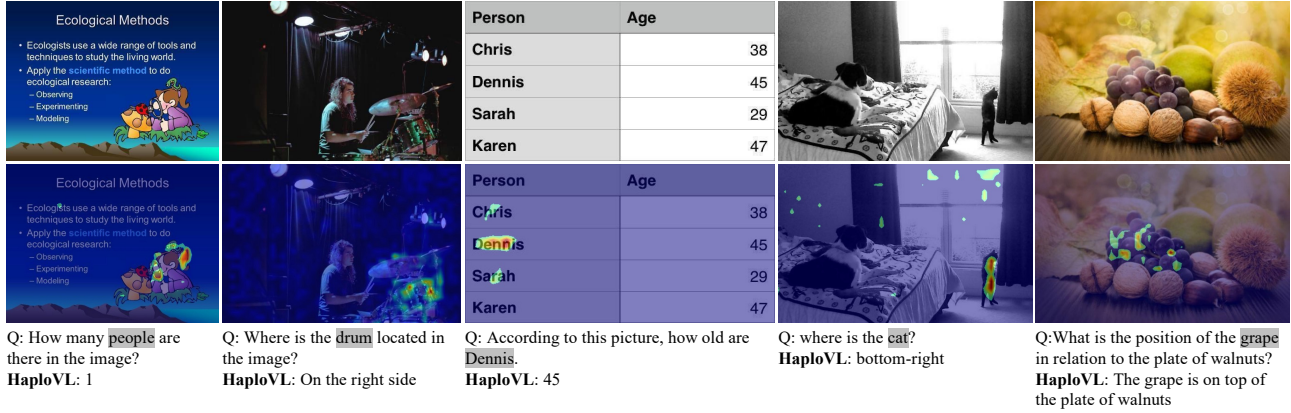 Ecological Methods
• Ecologists use a wide range of tools and
techniques to study the living world.
• Apply the scientific method to do
ecological research:
– Observing
– Experimenting
– Modeling
Person Age
Chris 38
Dennis 45
Sarah 29
Karen 47
Ecological Methods
• Ecologists use a wide range of tools and
techniques to study the living world.
• Apply the scientific method to do
ecological research:
– Observing
– Experimenting
– Modeling
Person Age
Chris 38
Dennis 45
Sarah 29
Karen 47
Q: How many people are
there in the image?
HaploVL: 1
Q: Where is the drum located in
the image?
HaploVL: On the right side
Q: According to this picture, how old are
Dennis.
HaploVL: 45
Q: where is the cat?
HaploVL: bottom-right
Q:What is the position of the grape
in relation to the plate of walnuts?
HaploVL: The grape is on top of
the plate of walnuts